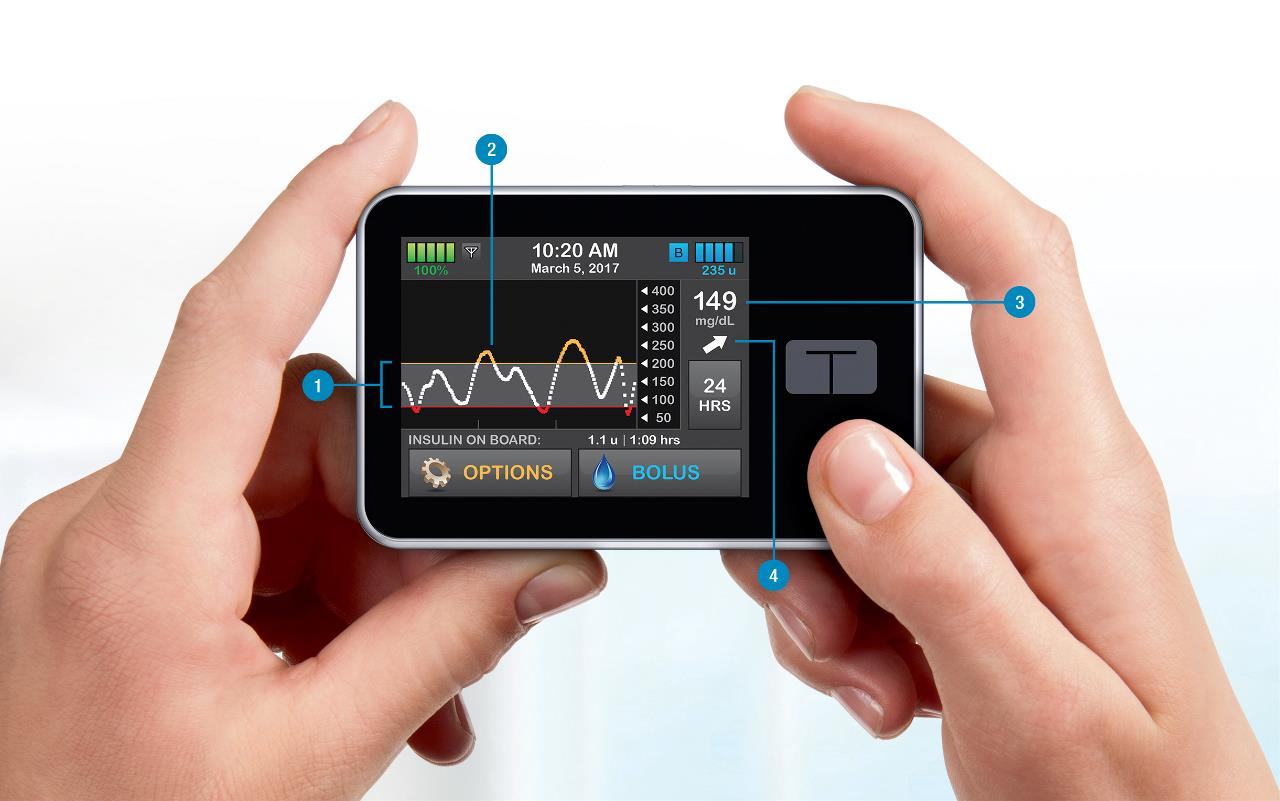 2
10:20 AM
B
100%
March 5, 2017
235 u
400
149
3
350
mg/dL
300
250
200
1
150
24
100
HRS
50
INSULIN ON BOARD: 1.1 u | 1:09 hrs
OPTIONS
BOLUS
4